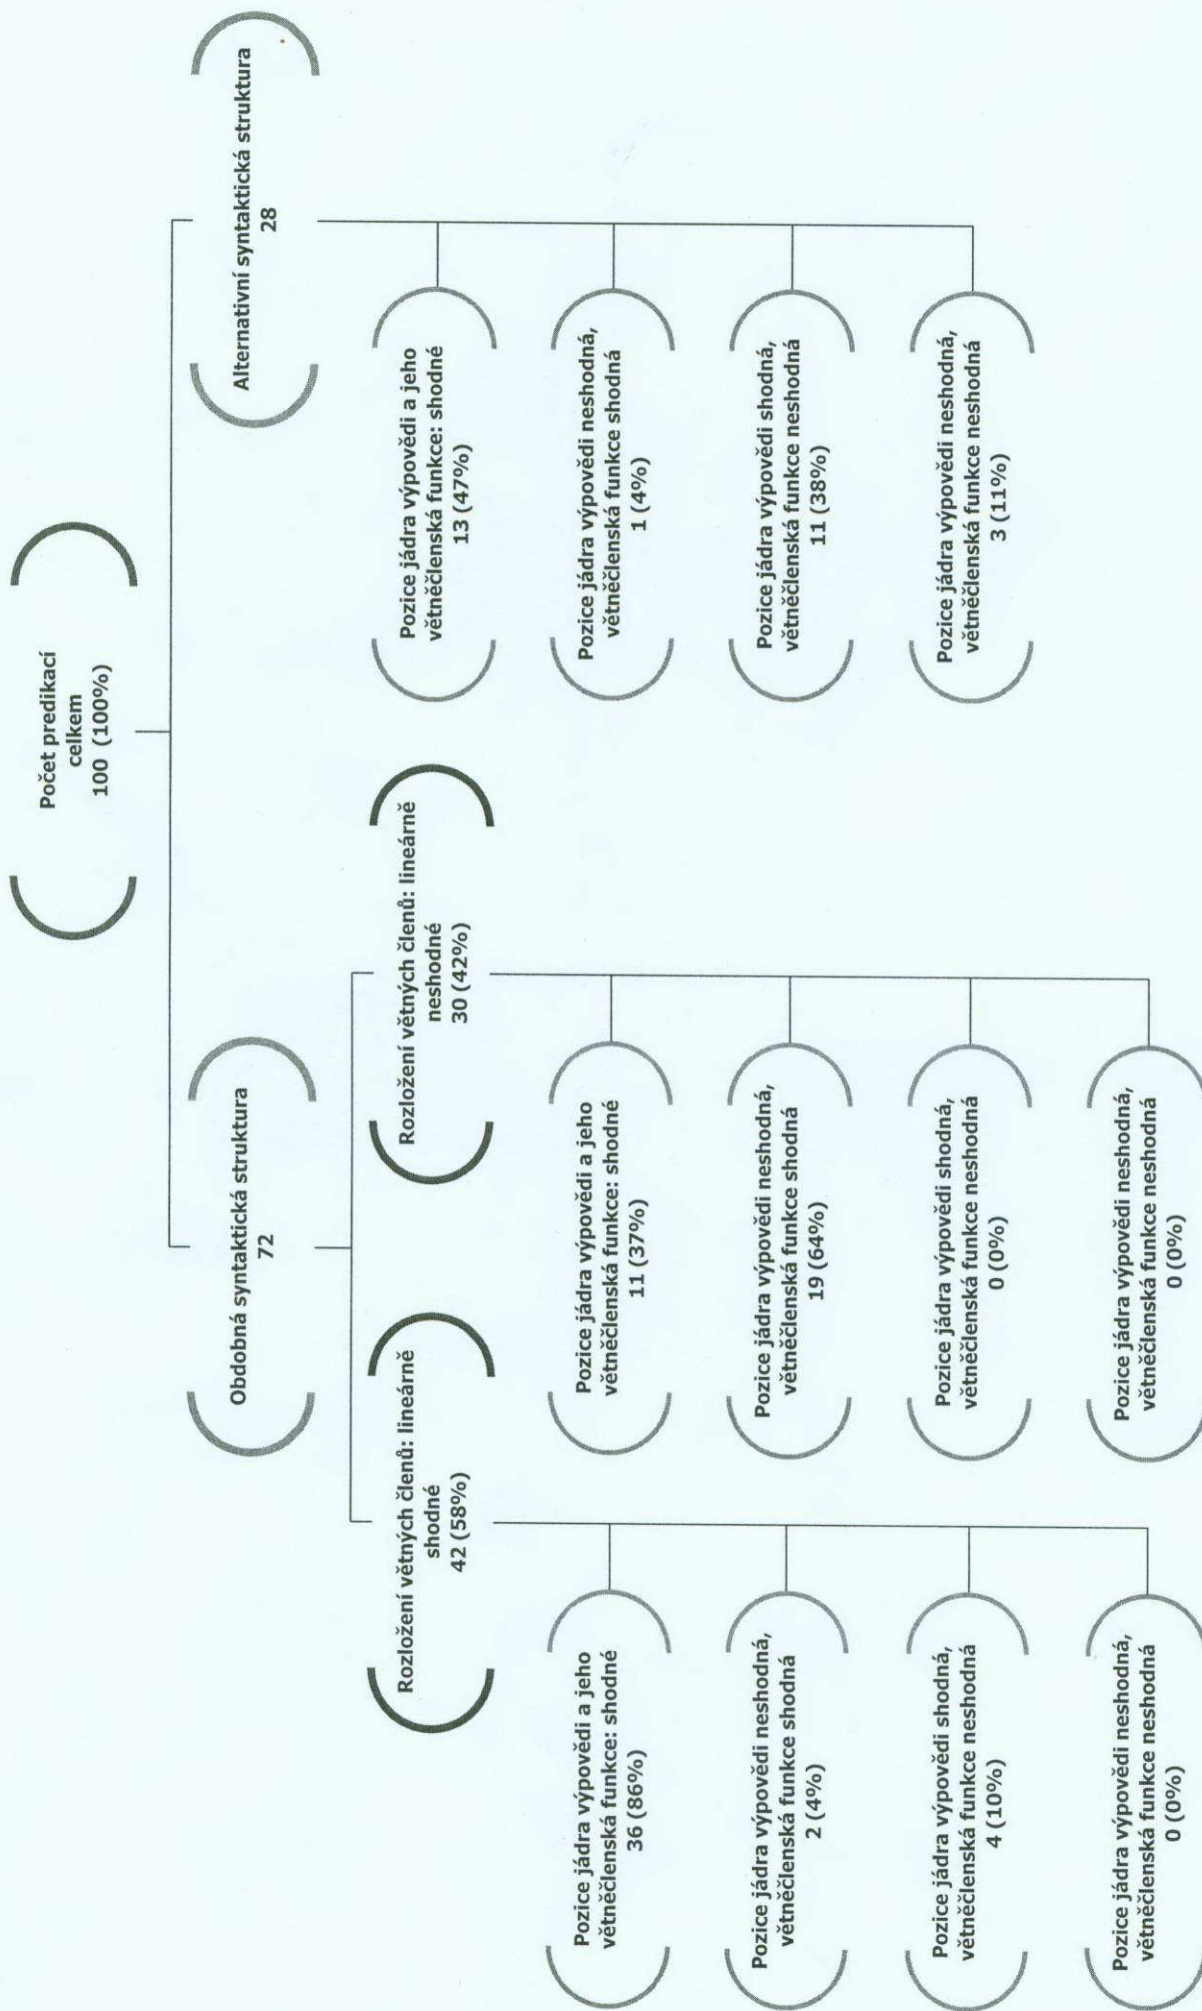 Počet predikací
celkem
100 (100%)
Obdobná syntaktická struktura
72
Alternativní syntaktická struktura
28
Rozložení větných členů: lineárně
shodné
42 (58%)
Rozložení větných členů: lineárně
neshodné
30 (42%)
Pozice jádra výpovědi a jeho
větněčlenská funkce: shodné
36 (86%)
Pozice jádra výpovědi neshodná,
větněčlenská funkce shodná
2 (4%)
Pozice jádra výpovědi shodná,
větněčlenská funkce neshodná
4 (10%)
Pozice jádra výpovědi neshodná,
větněčlenská funkce neshodná
0 (0%)
Pozice jádra výpovědi a jeho
větněčlenská funkce: shodné
11 (37%)
Pozice jádra výpovědi neshodná,
větněčlenská funkce shodná
19 (64%)
Pozice jádra výpovědi shodná,
větněčlenská funkce neshodná
0 (0%)
Pozice jádra výpovědi neshodná,
větněčlenská funkce neshodná
0 (0%)
Pozice jádra výpovědi a jeho
větněčlenská funkce: shodné
13 (47%)
Pozice jádra výpovědi neshodná,
větněčlenská funkce shodná
1 (4%)
Pozice jádra výpovědi shodná,
větněčlenská funkce neshodná
11 (38%)
Pozice jádra výpovědi neshodná,
větněčlenská funkce neshodná
3 (11%)